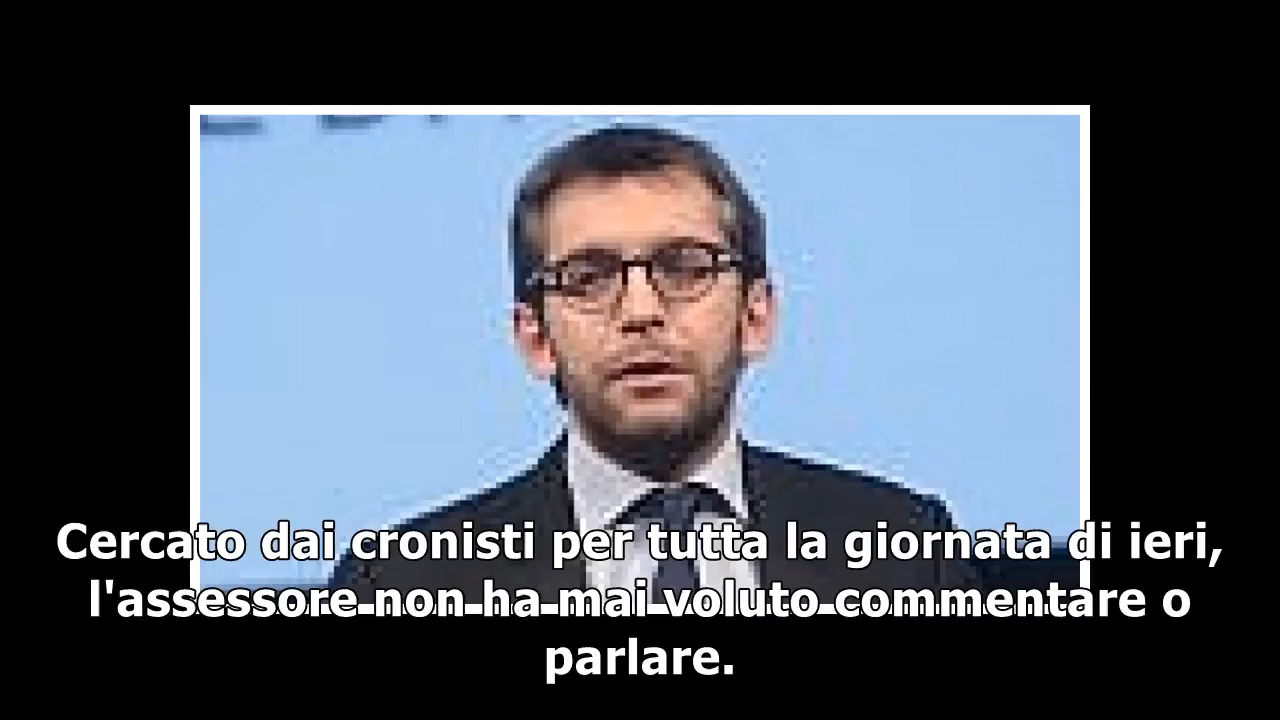 Cercato dai cronisti per tutta la giornata di ieri,
l'assessore non ha mai voluto commentare o
parlare.